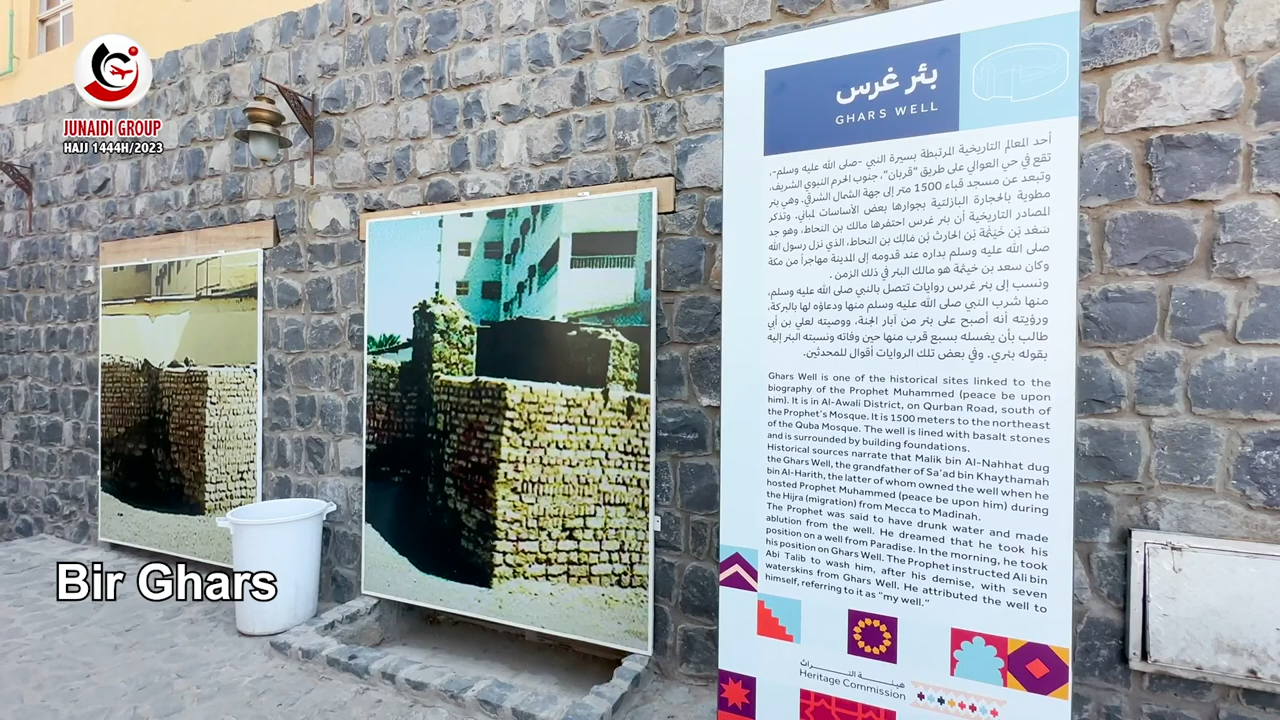 JUNAIDI GROUP
HAJJ 1444H/2023
بئر غرس
GHARS WELL
أحد المعالم التاريخية المرتبطة بسيرة النبي -صلى الله عليه وسلم-،
تقع في حي العوالي على طريق "قربان"، جنوب الحرم النبوي الشريف،
وتبعد عن مسجد قباء 1500 متر إلى جهة الشمال الشرقي. وهي بئر
مطوية بالحجارة البازلتية بجوارها بعض الأساسات لمباني. وتذكر
المصادر التاريخية أن بئر غرس احتفرها مالك بن النحاط، وهو جد
سَعْد بْن خَيْثَمَة بْن الحَارث بْن مَالِك بن النحاط، الذي نزل رسول الله
صلى الله عليه وسلم بداره عند قدومه إلى المدينة مهاجراً من مكة
وكان سعد بن خيثمة هو مالك البئر في ذلك الزمن .
ونسب إلى بئر غرس روايات تتصل بالنبي صلى الله عليه وسلم،
منها شرب النبي صلى الله عليه وسلم منها ودعاؤه لها بالبركة،
ورؤيته أنه أصبح على بئر من آبار الجنة، ووصيته لعلي بن أبي
طالب بأن يغسله بسبع قرب منها حين وفاته ونسبته البئر إليه
بقوله بئري. وفي بعض تلك الروايات أقوال للمحدثين.
Ghars Well is one of the historical sites linked to the
biography of the Prophet Muhammed (peace be upon
him). It is in Al-Awali District, on Qurban Road, south of
the Prophet's Mosque. It is 1500 meters to the northeast
of the Quba Mosque. The well is lined with basalt stones
and is surrounded by building foundations.
Historical sources narrate that Malik bin Al-Nahhat dug
the Ghars Well, the grandfather of Sa'ad bin Khaythamah
bin Al-Harith, the latter of whom owned the well when he
hosted Prophet Muhammed (peace be upon him) during
the Hijra (migration) from Mecca to Madinah.
The Prophet was said to have drunk water and made
ablution from the well. He dreamed that he took his
position on a well from Paradise. In the morning, he took
his position on Ghars Well. The Prophet instructed Ali bin
Abi Talib to wash him, after his demise, with seven
waterskins from Ghars Well. He attributed the well to
himself, referring to it as "my well."
هيئة التراث
Heritage Commission
Bir Ghars